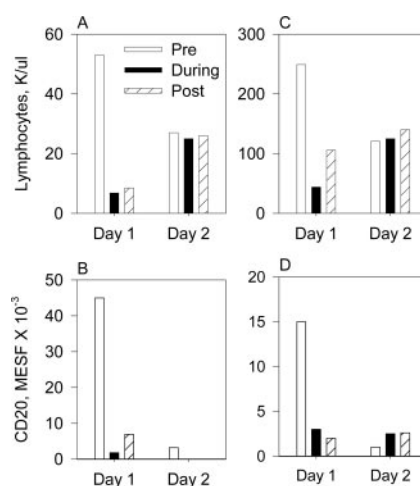 A
C
60
40
20
0
Lymphocytes, K/ul
Pre
During
Post
Day 1 Day 2
300
200
100
0
Day 1 Day 2
B
D
50
40
30
20
10
0
CD20, MESF X 10⁻³
Day 1 Day 2
20
15
10
5
0
Day 1 Day 2